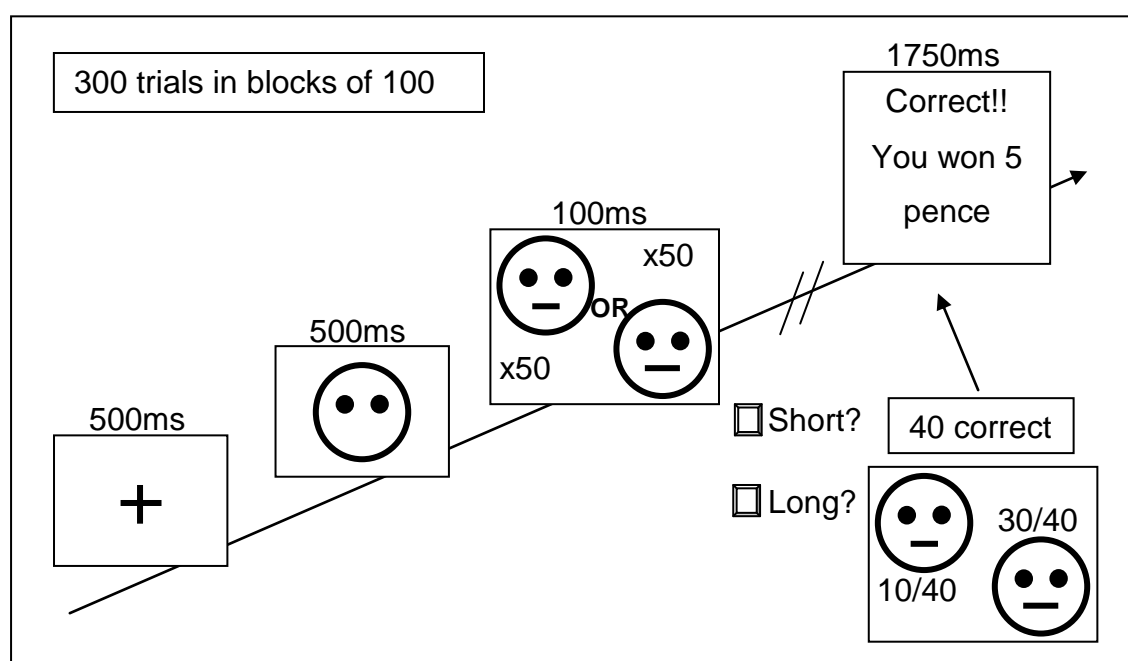 300 trials in blocks of 100
1750ms
Correct!!
You won 5
pence
100ms
x50
OR
x50
500ms
500ms
+
Short?
Long?
40 correct
30/40
10/40